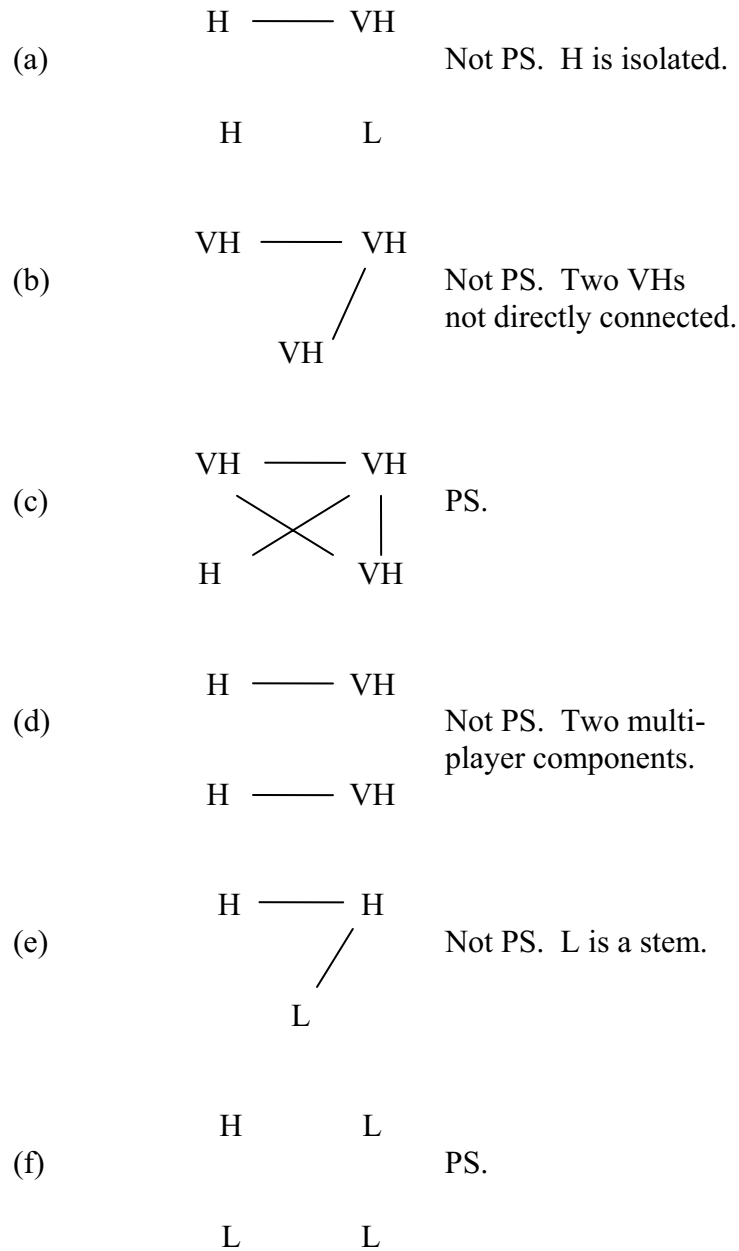 H VH
(a) Not PS. H is isolated.
H L
VH VH
(b) Not PS. Two VHs
not directly connected.
VH
VH VH
(c) PS.
H VH
H VH
(d) Not PS. Two multi-
player components.
H VH
H H
(e) Not PS. L is a stem.
L
H L
(f) PS.
L L